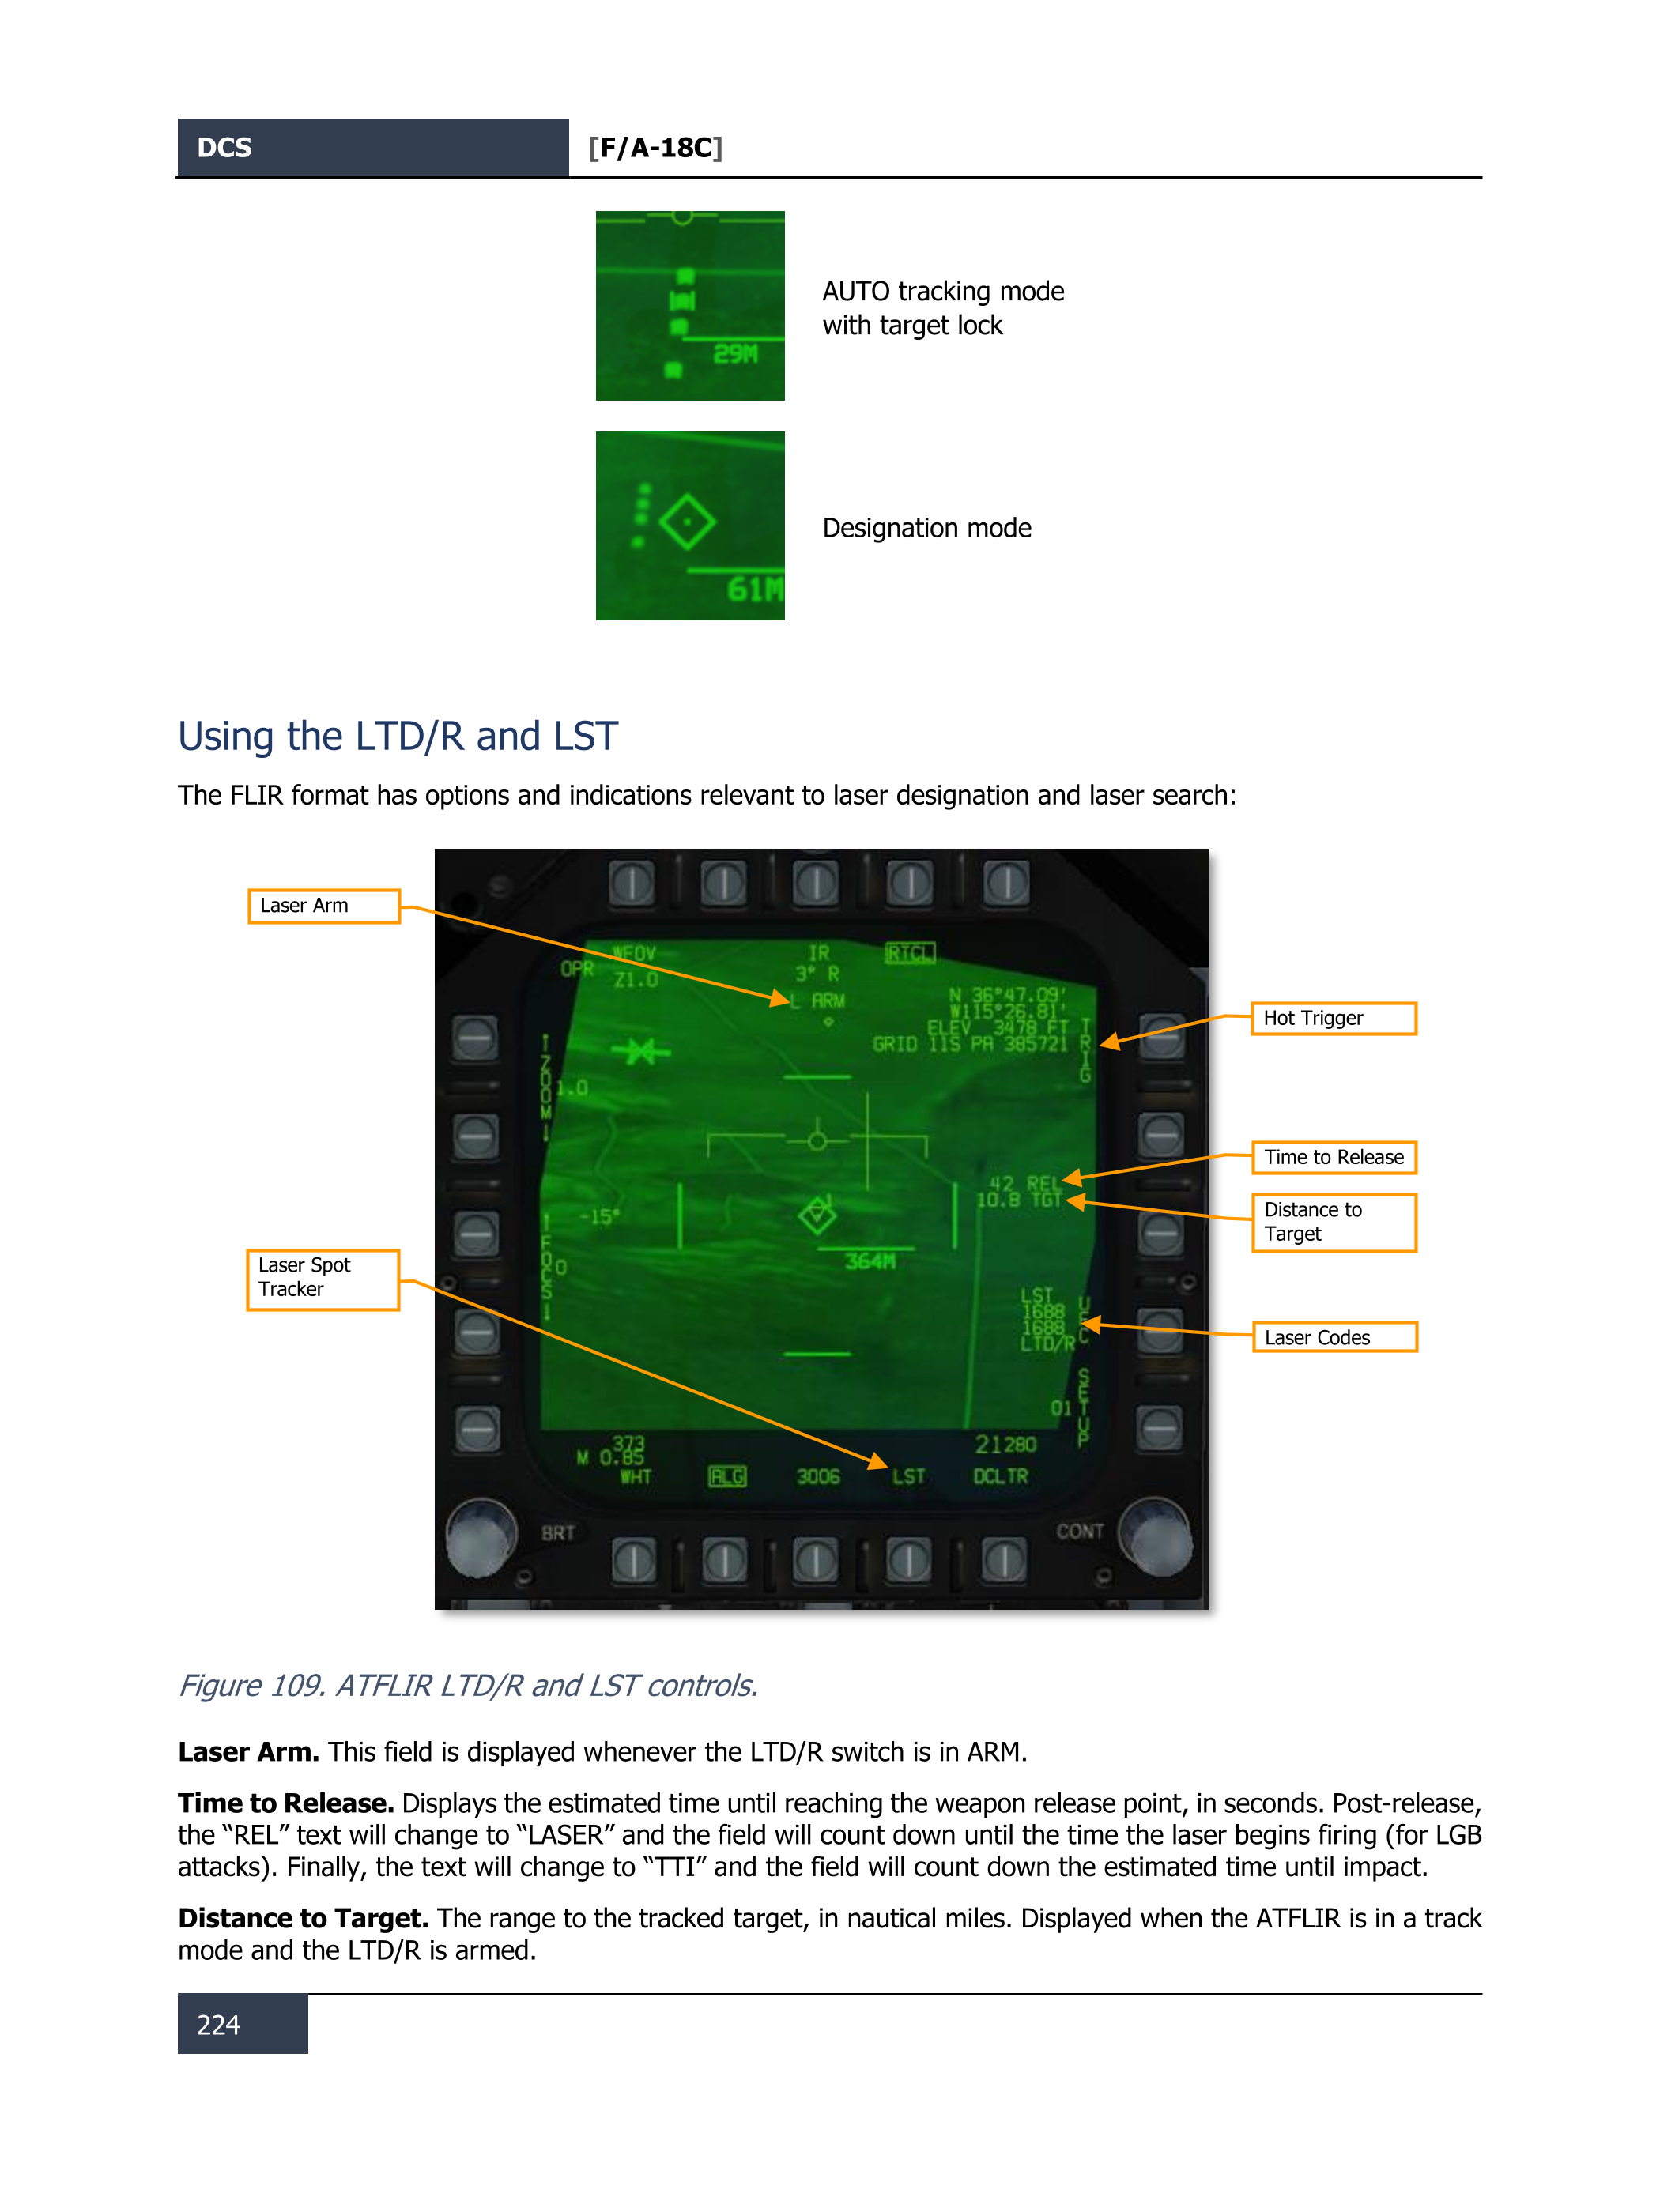 DCS
[F/A-18C]
29M
AUTO tracking mode
with target lock
61M
Designation mode
Using the LTD/R and LST
The FLIR format has options and indications relevant to laser designation and laser search:
Laser Arm
Hot Trigger
Time to Release
Distance to
Target
Laser Spot
Tracker
Laser Codes
WFOV
IR
RTCL
OPR
Z1.0
3° R
L ARM
N 36°47.09'
W115°26.81'
ELEV 3478 FT
GRID 11S PA 385721
TRIG
ZOOM
1.0
42 REL
10.8 TGT
-15°
364M
FOCS
0
LST
1688
1688
LTD/R
UFC
SETUP
01
373
M 0.85
21280
WHT
ALG
3006
LST
DCLTR
BRT
CONT
Figure 109. ATFLIR LTD/R and LST controls.
Laser Arm. This field is displayed whenever the LTD/R switch is in ARM.
Time to Release. Displays the estimated time until reaching the weapon release point, in seconds. Post-release,
the “REL” text will change to “LASER” and the field will count down until the time the laser begins firing (for LGB
attacks). Finally, the text will change to “TTI” and the field will count down the estimated time until impact.
Distance to Target. The range to the tracked target, in nautical miles. Displayed when the ATFLIR is in a track
mode and the LTD/R is armed.
224